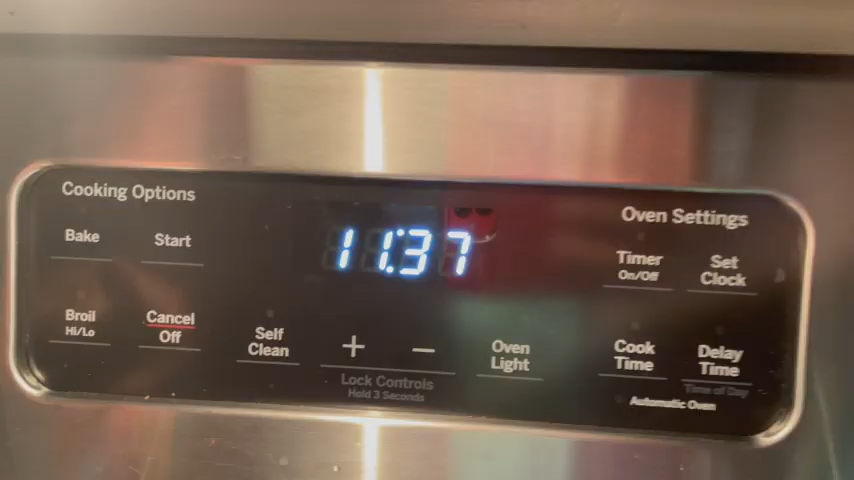 Cooking Options
Bake
Start
Broil
Hi/Lo
Cancel
Off
Self
Clean
11:37
+
−
Lock Controls
Hold 3 Seconds
Oven
Light
Oven Settings
Timer
On/Off
Set
Clock
Cook
Time
Delay
Time
Time of Day
Automatic Oven